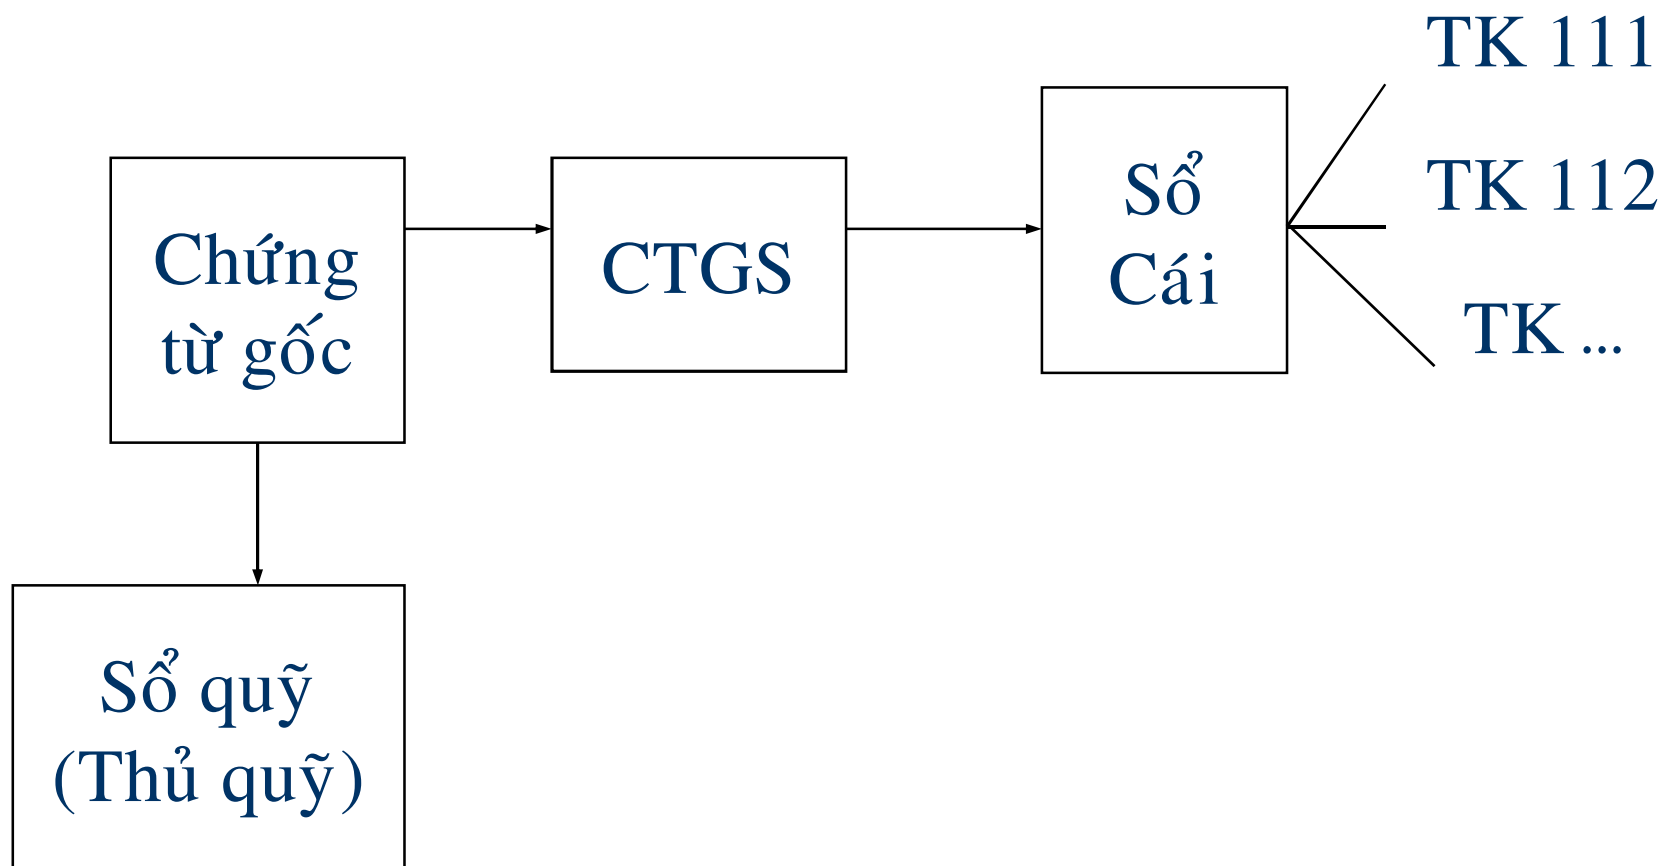 Chứng
từ gốc
CTGS
Sổ
Cái
TK 111
TK 112
TK ...
Sổ quỹ
(Thủ quỹ)